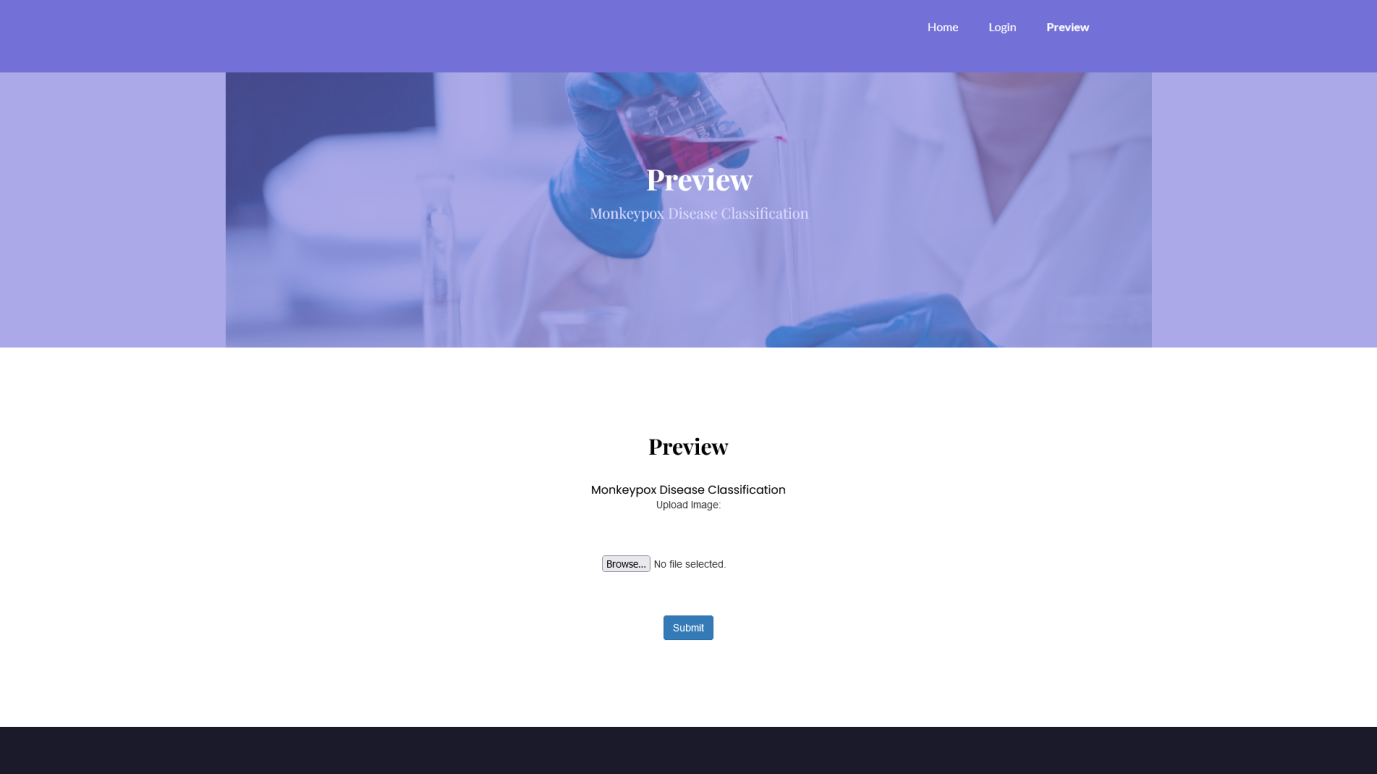 Home Login Preview
Preview
Monkeypox Disease Classification
Preview
Monkeypox Disease Classification
Upload Image:
Browse... No file selected.
Submit